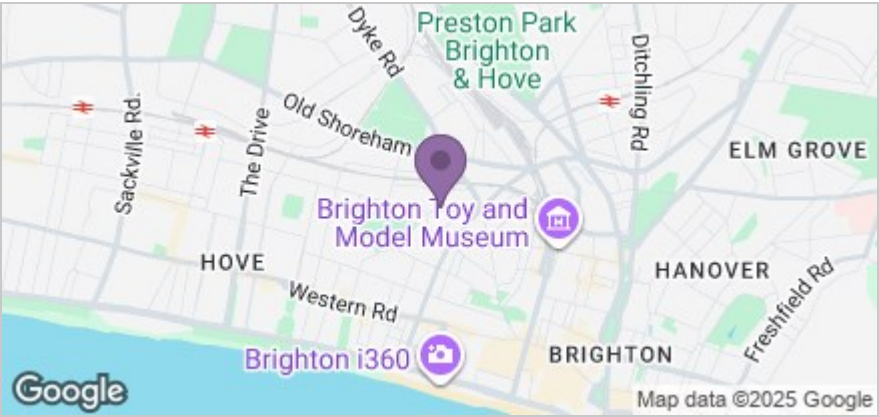 Preston Park
Brighton
& Hove
Dyke Rd
Ditchling Rd
Old Shoreham
Sackville Rd.
The Drive
ELM GROVE
Brighton Toy and
Model Museum
HOVE
HANOVER
Western Rd
Freshfield Rd
Brighton i360
BRIGHTON
Google
Map data ©2025 Google